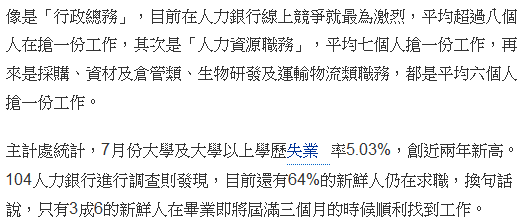 像是「行政總務」，目前在人力銀行線上競爭就最為激烈，平均超過八個
人在搶一份工作，其次是「人力資源職務」，平均七個人搶一份工作，再
來是採購、資材及倉管類、生物研發及運輸物流類職務，都是平均六個人
搶一份工作。
主計處統計，7月份大學及大學以上學歷失業 率5.03%，創近兩年新高。
104人力銀行進行調查則發現，目前還有64%的新鮮人仍在求職，換句話
說，只有3成6的新鮮人在畢業即將屆滿三個月的時候順利找到工作。